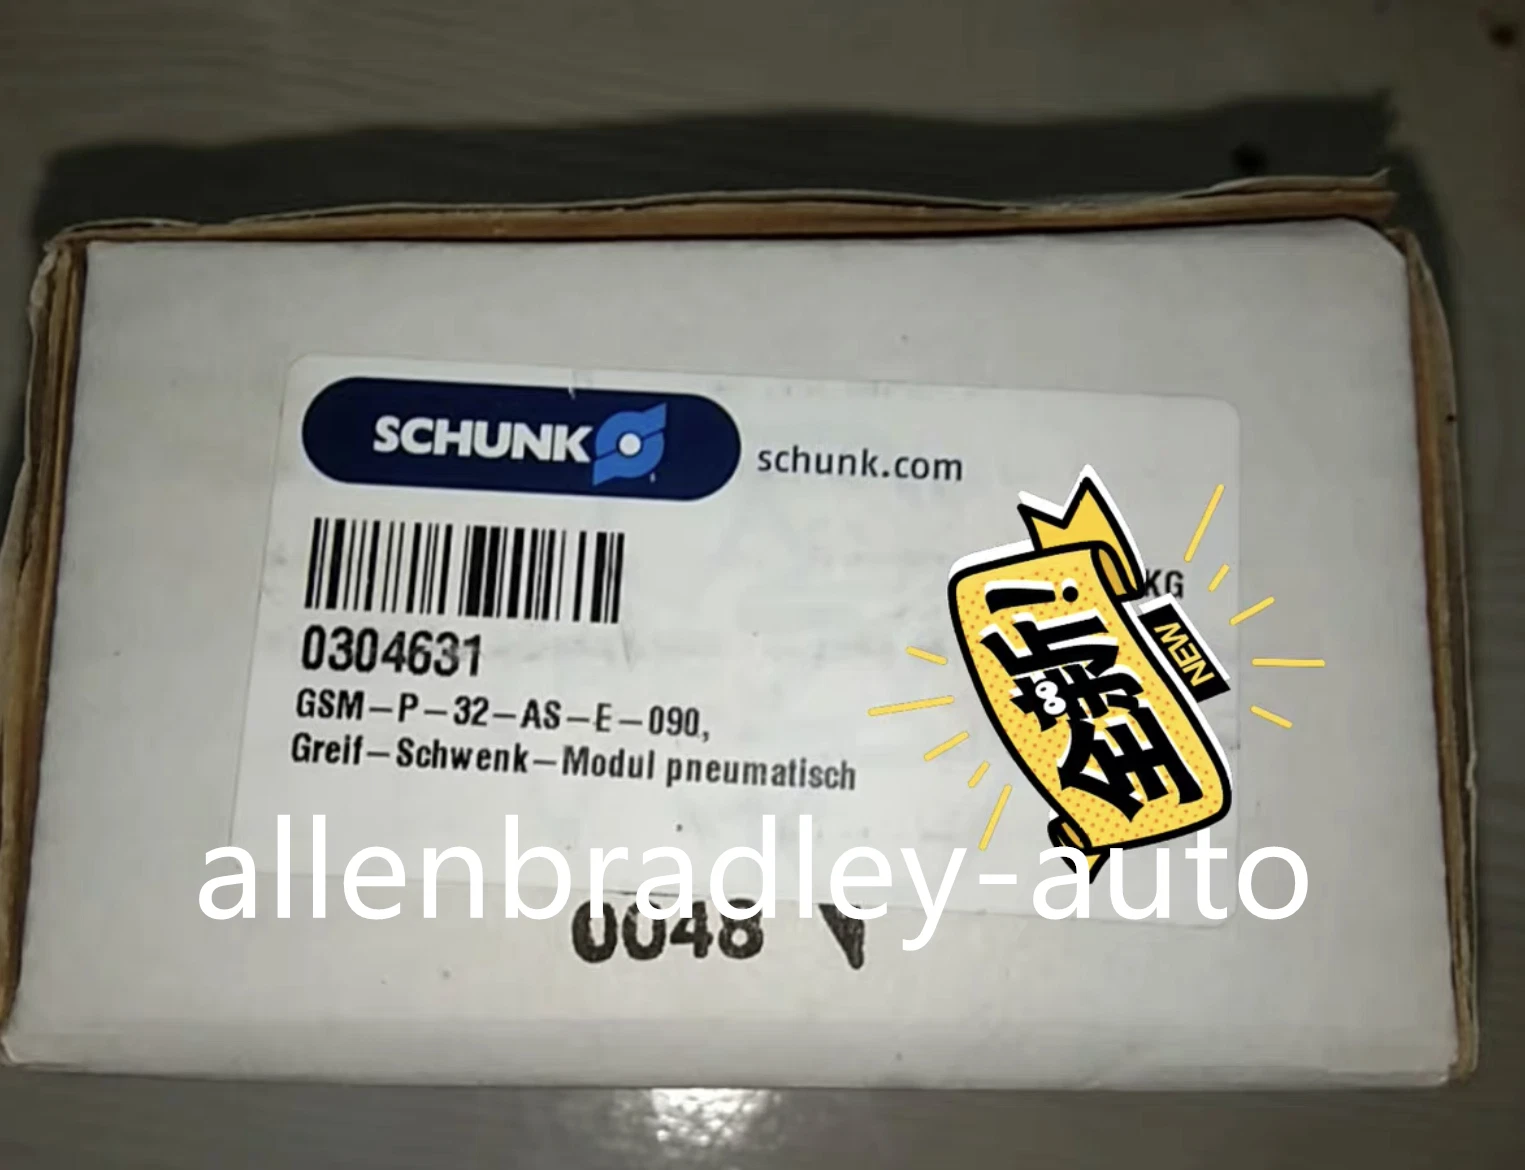 SCHUNK
schunk.com
KG
0304631
GSM-P-32-AS-E-090,
Greif-Schwenk-Modul pneumatisch
全新!
NEW
allenbradley-auto
0048